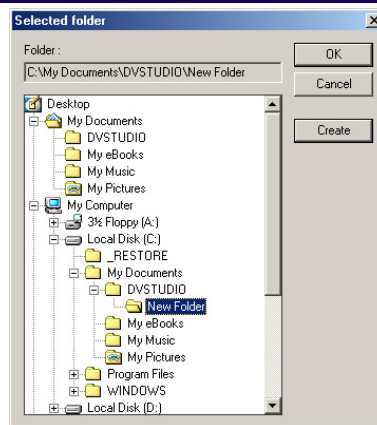 Selected folder
Folder :
C:\My Documents\DVSTUDIO\New Folder
OK
Cancel
Create
Desktop
My Documents
DVSTUDIO
My eBooks
My Music
My Pictures
My Computer
3½ Floppy (A:)
Local Disk (C:)
_RESTORE
My Documents
DVSTUDIO
New Folder
My eBooks
My Music
My Pictures
Program Files
WINDOWS
Local Disk (D:)